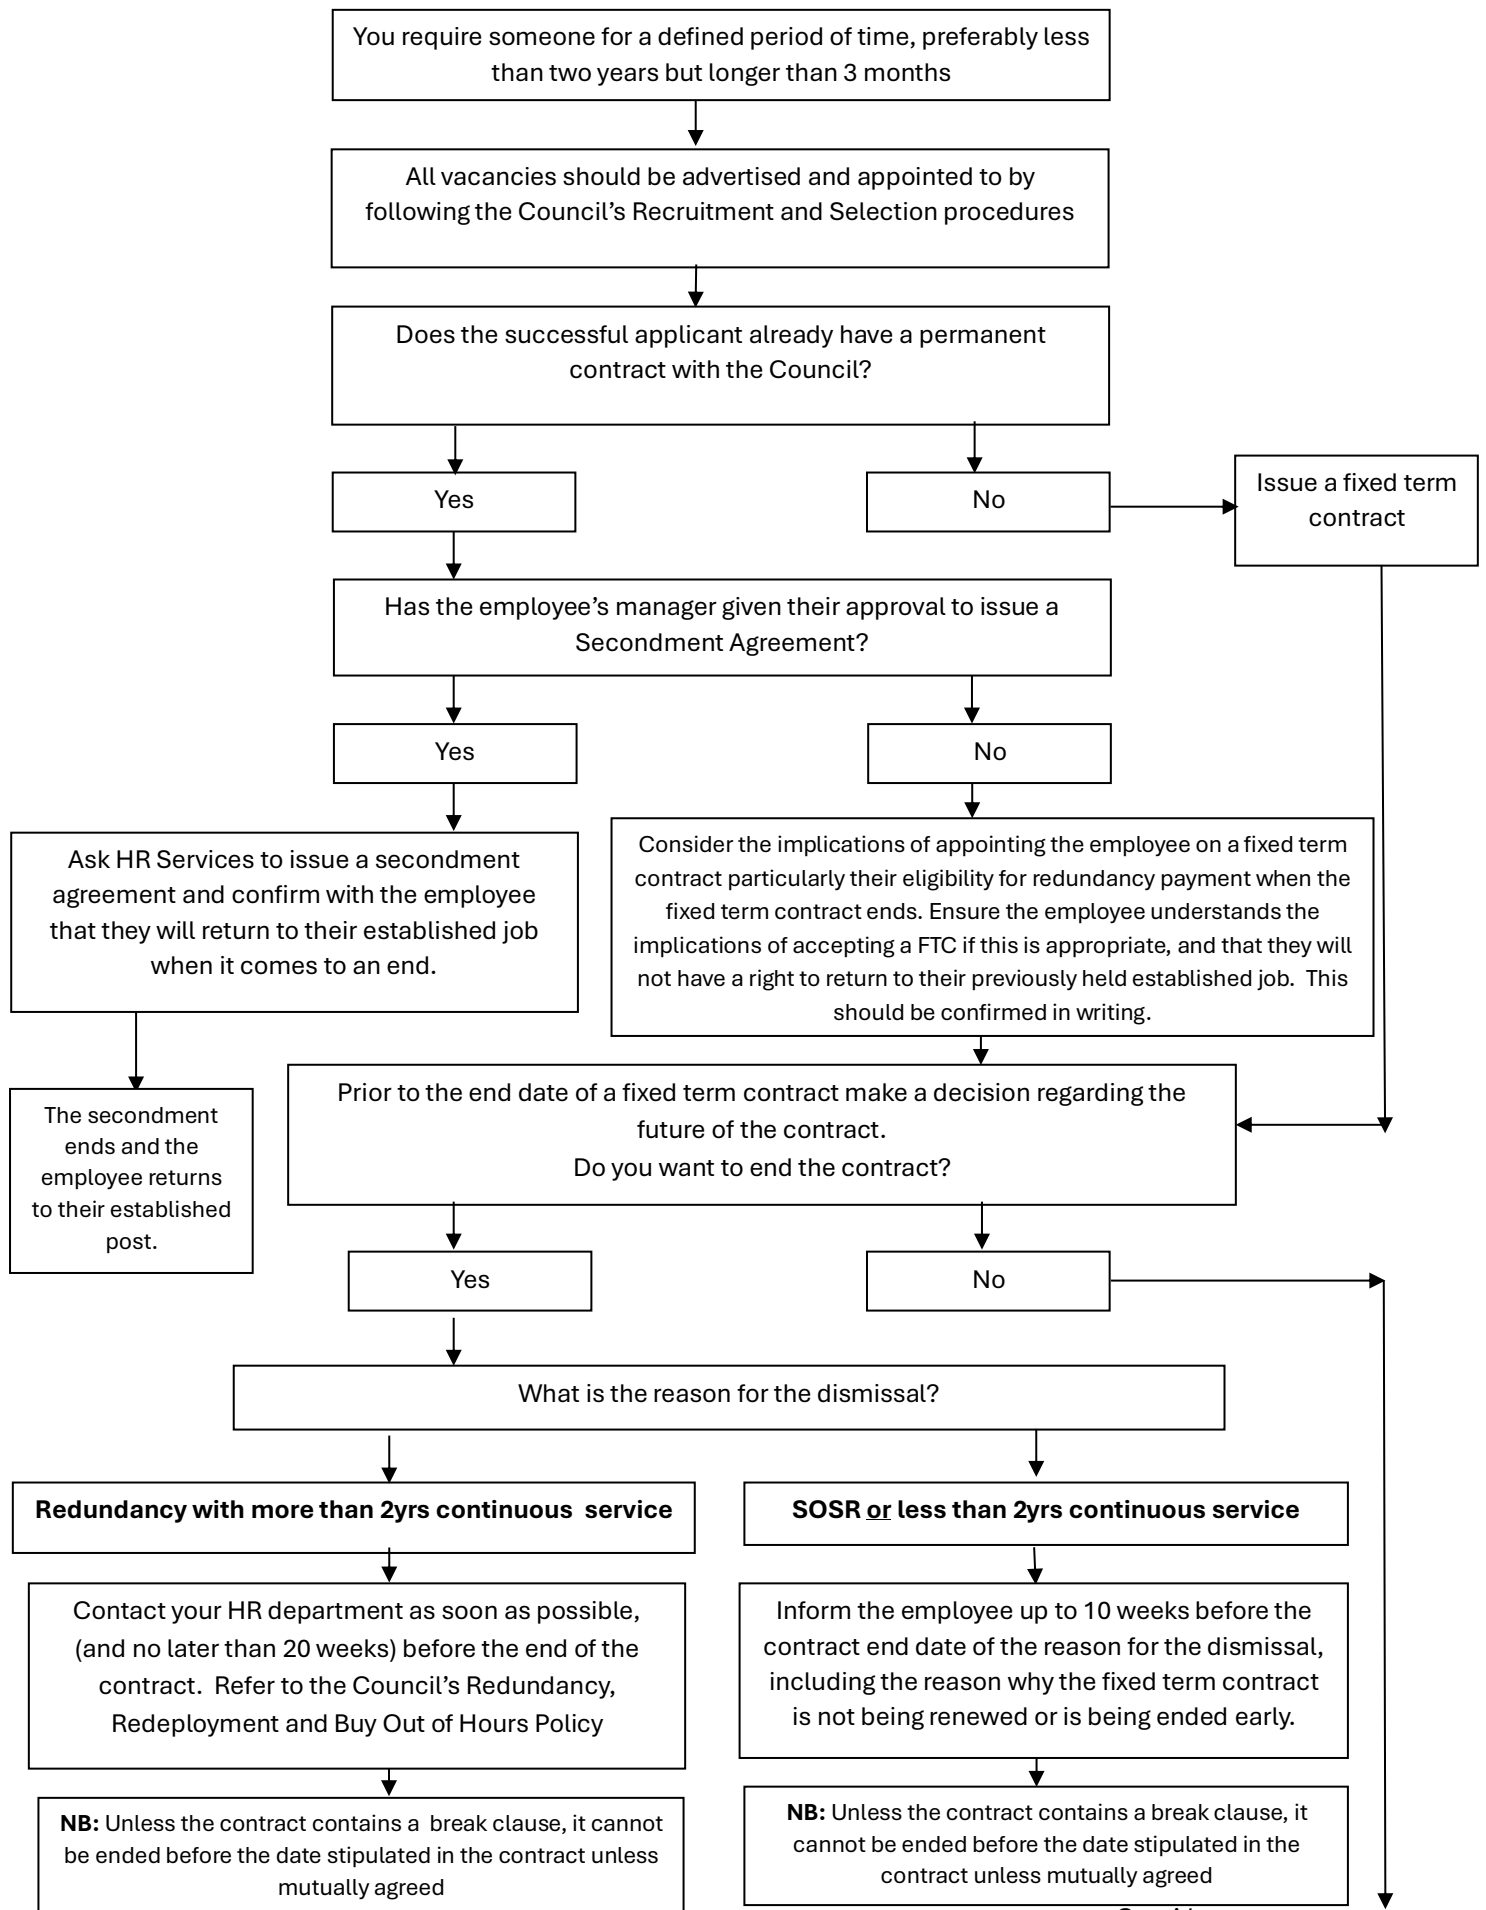 You require someone for a defined period of time, preferably less
than two years but longer than 3 months
All vacancies should be advertised and appointed to by
following the Council’s Recruitment and Selection procedures
Does the successful applicant already have a permanent
contract with the Council?
Yes
No
Issue a fixed term
contract
Has the employee’s manager given their approval to issue a
Secondment Agreement?
Yes
No
Ask HR Services to issue a secondment
agreement and confirm with the employee
that they will return to their established job
when it comes to an end.
Consider the implications of appointing the employee on a fixed term
contract particularly their eligibility for redundancy payment when the
fixed term contract ends. Ensure the employee understands the
implications of accepting a FTC if this is appropriate, and that they will
not have a right to return to their previously held established job.  This
should be confirmed in writing.
The secondment
ends and the
employee returns
to their established
post.
Prior to the end date of a fixed term contract make a decision regarding the
future of the contract.
Do you want to end the contract?
Yes
No
What is the reason for the dismissal?
Redundancy with more than 2yrs continuous  service
SOSR or less than 2yrs continuous service
Contact your HR department as soon as possible,
(and no later than 20 weeks) before the end of the
contract.  Refer to the Council’s Redundancy,
Redeployment and Buy Out of Hours Policy
Inform the employee up to 10 weeks before the
contract end date of the reason for the dismissal,
including the reason why the fixed term contract
is not being renewed or is being ended early.
NB: Unless the contract contains a  break clause, it cannot
be ended before the date stipulated in the contract unless
mutually agreed
NB: Unless the contract contains a break clause, it
cannot be ended before the date stipulated in the
contract unless mutually agreed